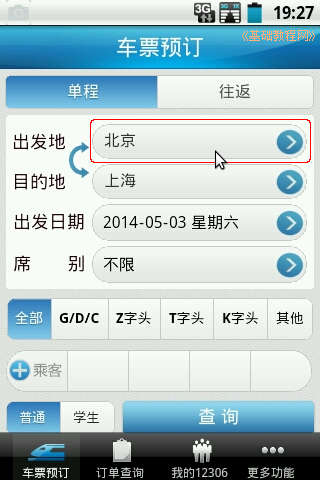 3G 3G 1X 19:27
车票预订
《基础教程网》
单程 往返
出发地 北京
目的地 上海
出发日期 2014-05-03 星期六
席 别 不限
全部 G/D/C Z字头 T字头 K字头 其他
乘客
普通 学生 查 询
车票预订 订单查询 我的12306 更多功能